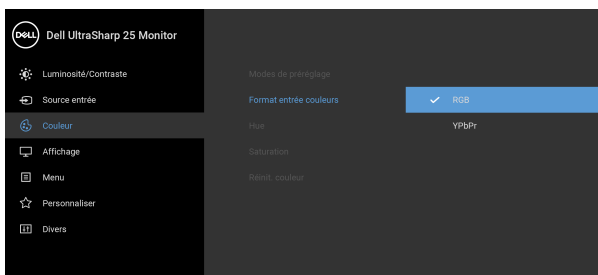 DELL
Dell UltraSharp 25 Monitor
Luminosité/Contraste
Source entrée
Couleur
Affichage
Menu
Personnaliser
Divers
Modes de préréglage
Format entrée couleurs
Hue
Saturation
Réinit. couleur
RGB
YPbPr